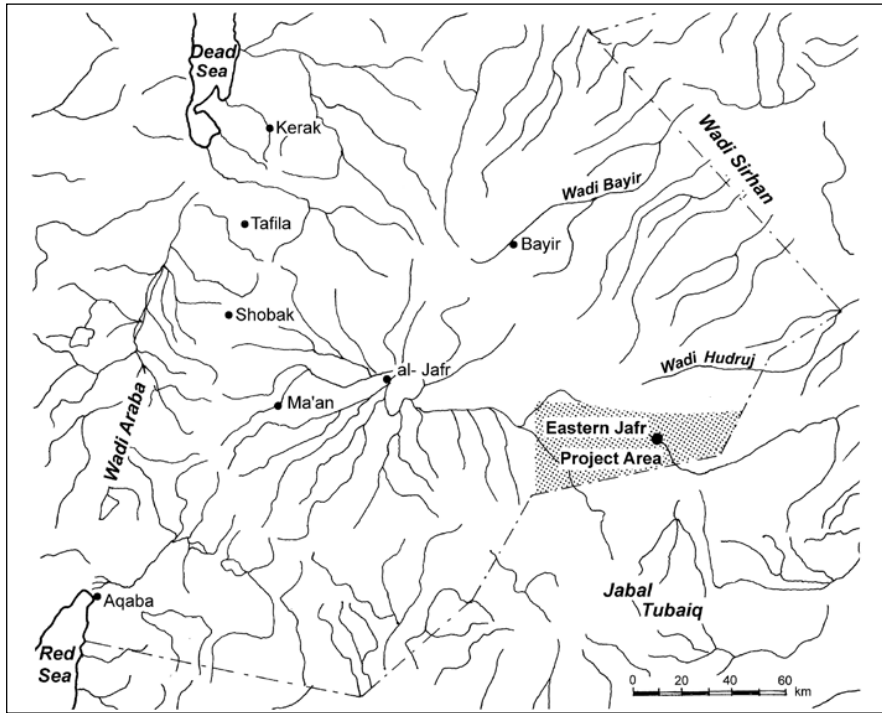 Dead
Sea
Kerak
Wadi Sirhan
Wadi Bayir
Tafila
Bayir
Shobak
Wadi Hudruj
al- Jafr
Ma'an
Wadi Araba
Eastern Jafr
Project Area
Jabal
Tubaiq
Aqaba
Red
Sea
0 20 40 60
km